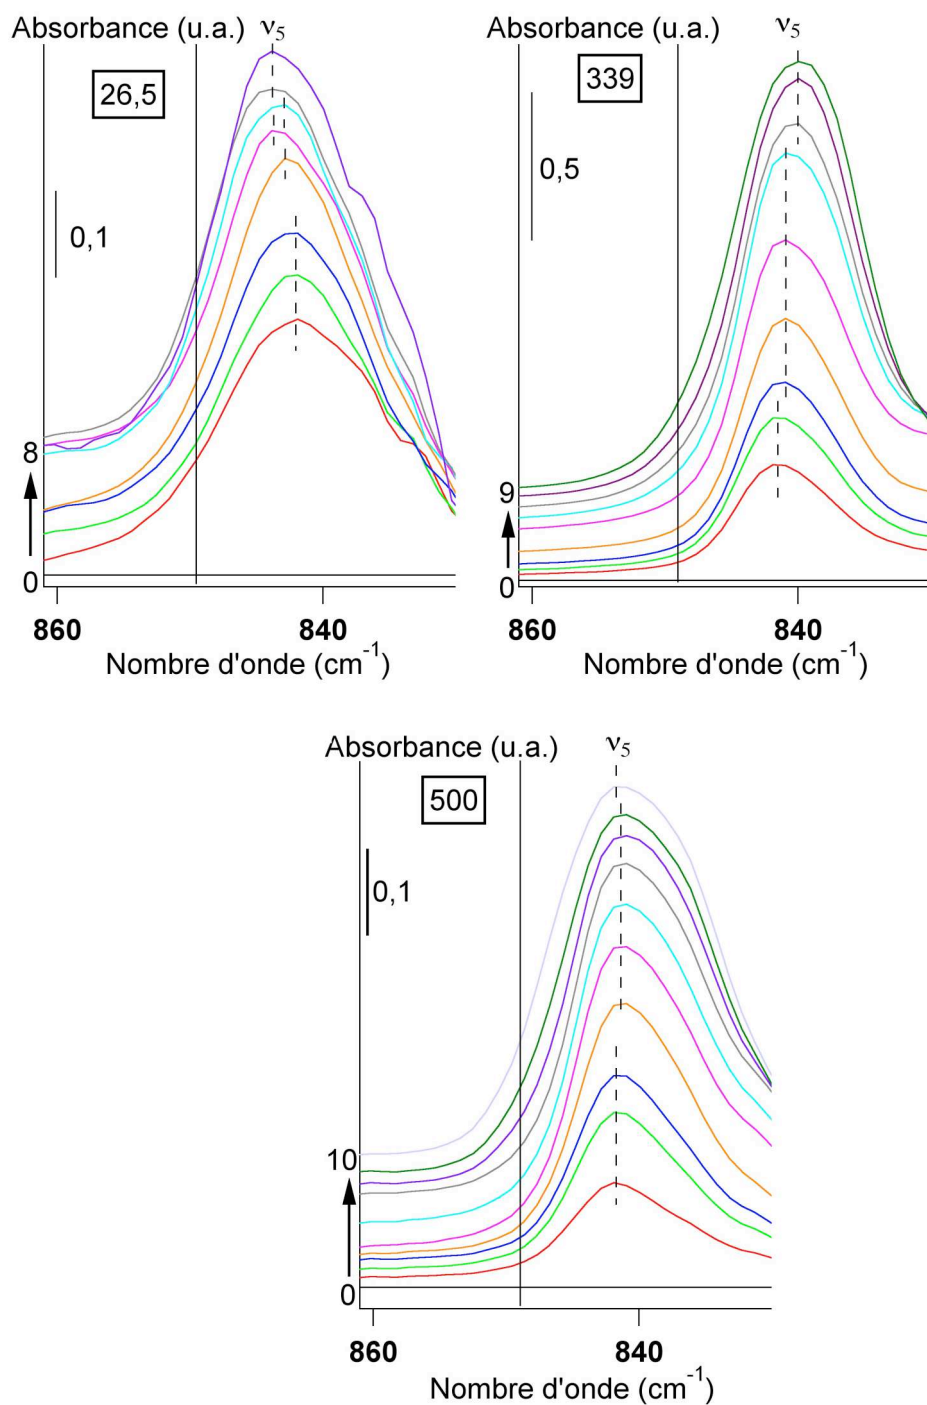 Absorbance (u.a.)
ν5
26,5
0,1
8
0
860
840
Nombre d'onde (cm-1)
Absorbance (u.a.)
ν5
339
0,5
9
0
860
840
Nombre d'onde (cm-1)
Absorbance (u.a.)
ν5
500
0,1
10
0
860
840
Nombre d'onde (cm-1)